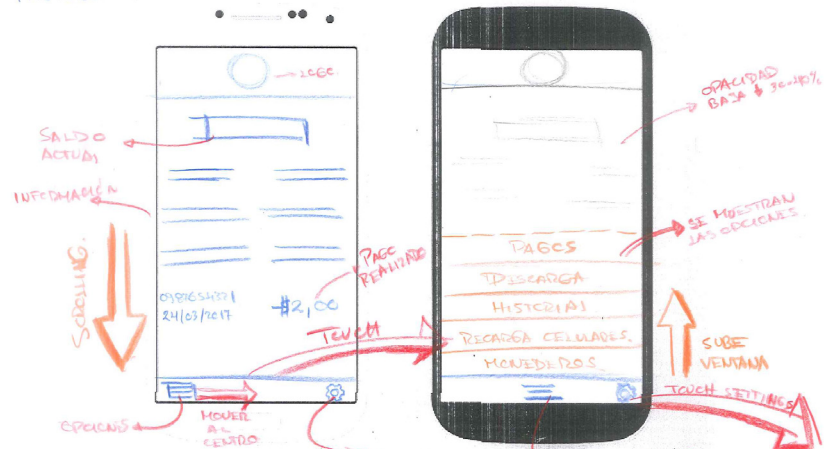 LOGO
SALDO
ACTUAL
INFORMACIÓN
SCROLLING.
PAGO
REALIZADO
0987654321
24/03/2017
-$2,00
TOUCH
OPCIONES
MOVER
AL
CENTRO
OPACIDAD
BAJA
SE MUESTRAN
LAS OPCIONES.
PAGOS
DESCARGA
HISTORIAL
RECARGA CELULARES.
MONEDEROS.
SUBE
VENTANA
TOUCH SETTINGS